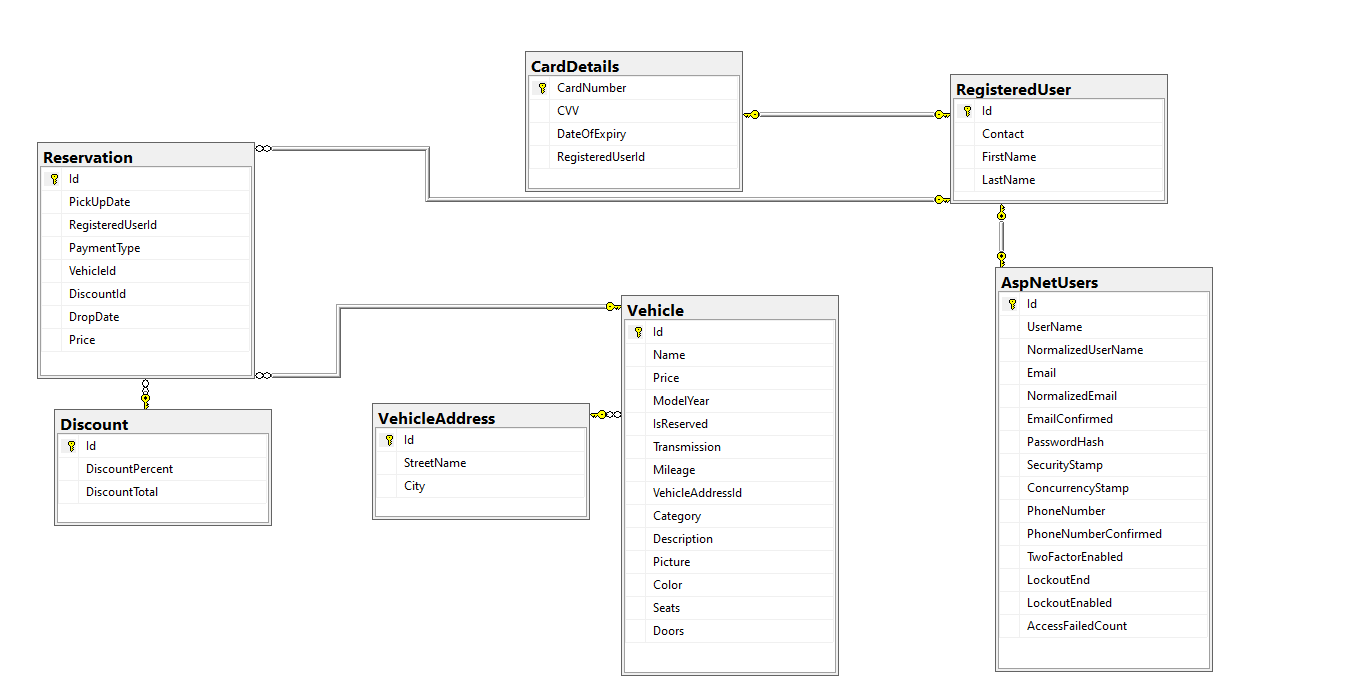 CardDetails
CardNumber
CVV
DateOfExpiry
RegisteredUserId
RegisteredUser
Id
Contact
FirstName
LastName
Reservation
Id
PickUpDate
RegisteredUserId
PaymentType
VehicleId
DiscountId
DropDate
Price
AspNetUsers
Id
UserName
NormalizedUserName
Email
NormalizedEmail
EmailConfirmed
PasswordHash
SecurityStamp
ConcurrencyStamp
PhoneNumber
PhoneNumberConfirmed
TwoFactorEnabled
LockoutEnd
LockoutEnabled
AccessFailedCount
Vehicle
Id
Name
Price
ModelYear
IsReserved
Transmission
Mileage
VehicleAddressId
Category
Description
Picture
Color
Seats
Doors
VehicleAddress
Id
StreetName
City
Discount
Id
DiscountPercent
DiscountTotal